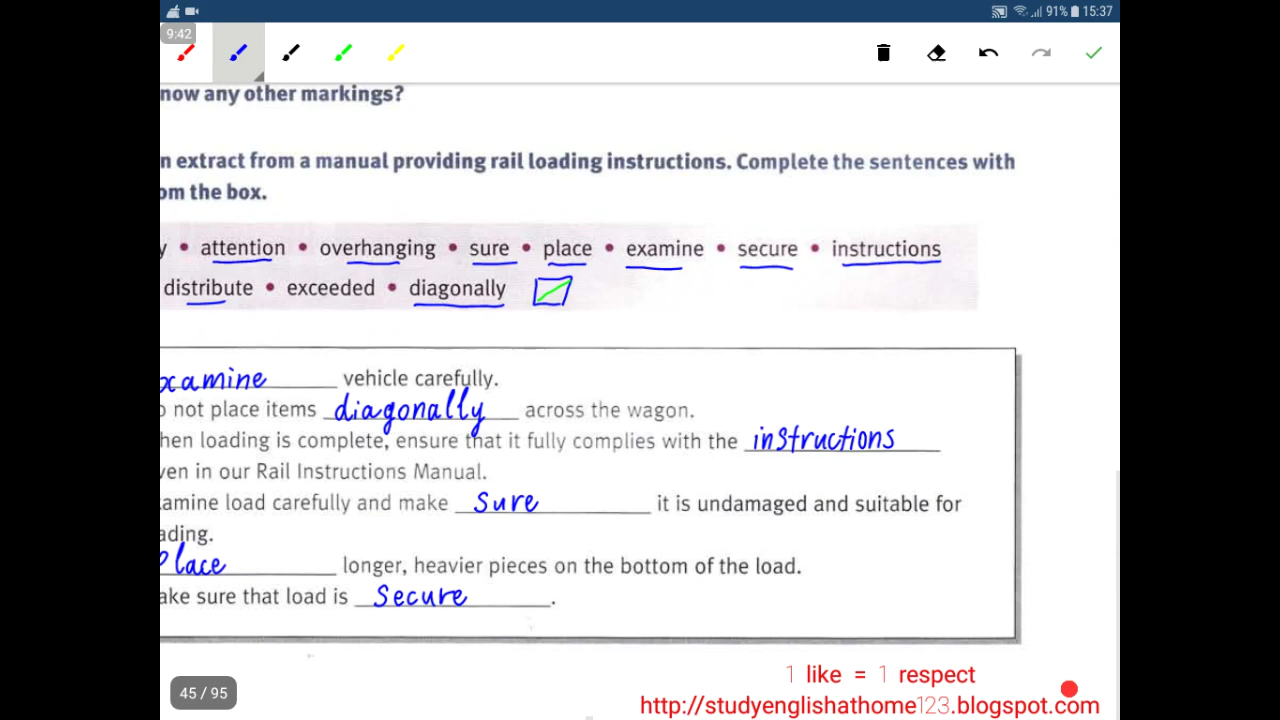 91% 15:37
9:42
now any other markings?
n extract from a manual providing rail loading instructions. Complete the sentences with
om the box.
y • attention • overhanging • sure • place • examine • secure • instructions
distribute • exceeded • diagonally
xamine vehicle carefully.
o not place items diagonally across the wagon.
hen loading is complete, ensure that it fully complies with the instructions
ven in our Rail Instructions Manual.
amine load carefully and make sure it is undamaged and suitable for
ading.
Place longer, heavier pieces on the bottom of the load.
ake sure that load is secure.
45 / 95
1 like = 1 respect
http://studyenglishathome123.blogspot.com